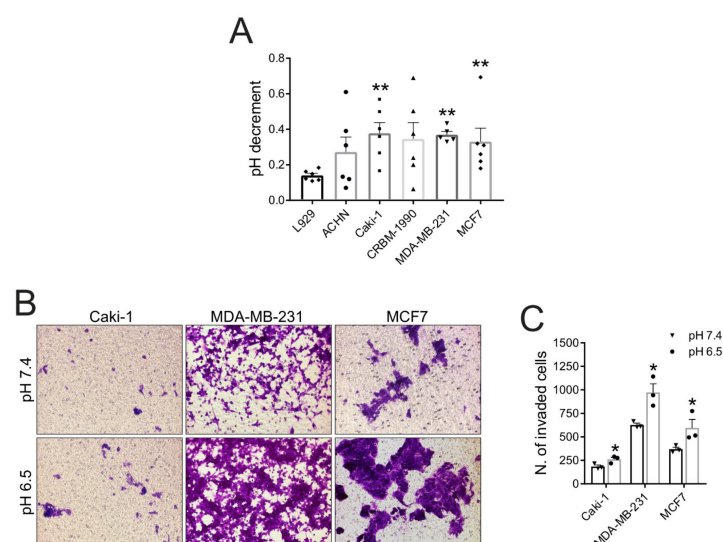 A
pH decrement
0.8
0.6
0.4
0.2
0.0
**
**
**
L929
ACHN
Caki-1
CRBM-1990
MDA-MB-231
MCF7
B
Caki-1 MDA-MB-231 MCF7
pH 7.4
pH 6.5
C
pH 7.4
pH 6.5
N. of invaded cells
1500
1250
1000
750
500
250
0
*
*
*
Caki-1
MDA-MB-231
MCF7